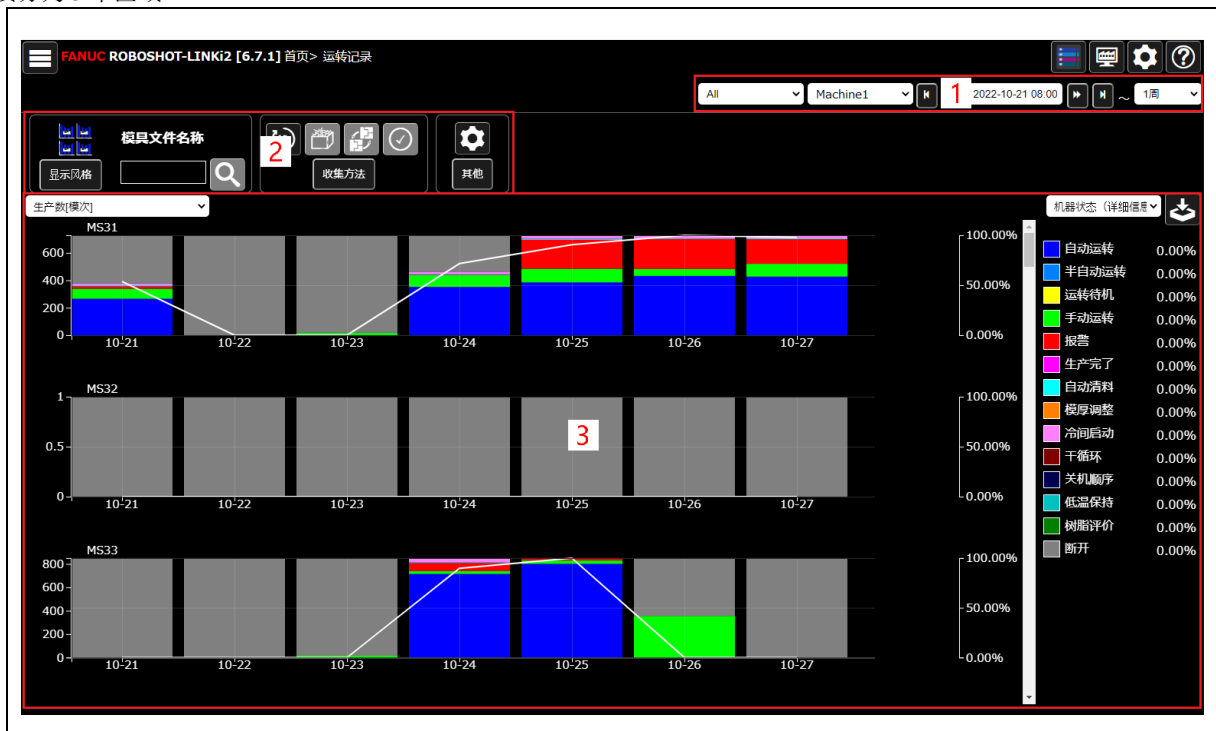 FANUC ROBOSHOT-LINKi2 [6.7.1] 首页> 运转记录
All Machine1 1 2022-10-21 08:00 ～ 1周
模具文件名称
2
显示风格 收集方法 其他
生产数[模次] 机器状态（详细信息
MS31
600
400
200
0
100.00%
50.00%
0.00%
10-21 10-22 10-23 10-24 10-25 10-26 10-27
MS32
1
0.5
0
100.00%
50.00%
0.00%
3
10-21 10-22 10-23 10-24 10-25 10-26 10-27
MS33
800
600
400
200
0
100.00%
50.00%
0.00%
10-21 10-22 10-23 10-24 10-25 10-26 10-27
自动运转 0.00%
半自动运转 0.00%
运转待机 0.00%
手动运转 0.00%
报警 0.00%
生产完了 0.00%
自动清料 0.00%
模厚调整 0.00%
冷间启动 0.00%
干循环 0.00%
关机顺序 0.00%
低温保持 0.00%
树脂评价 0.00%
断开 0.00%